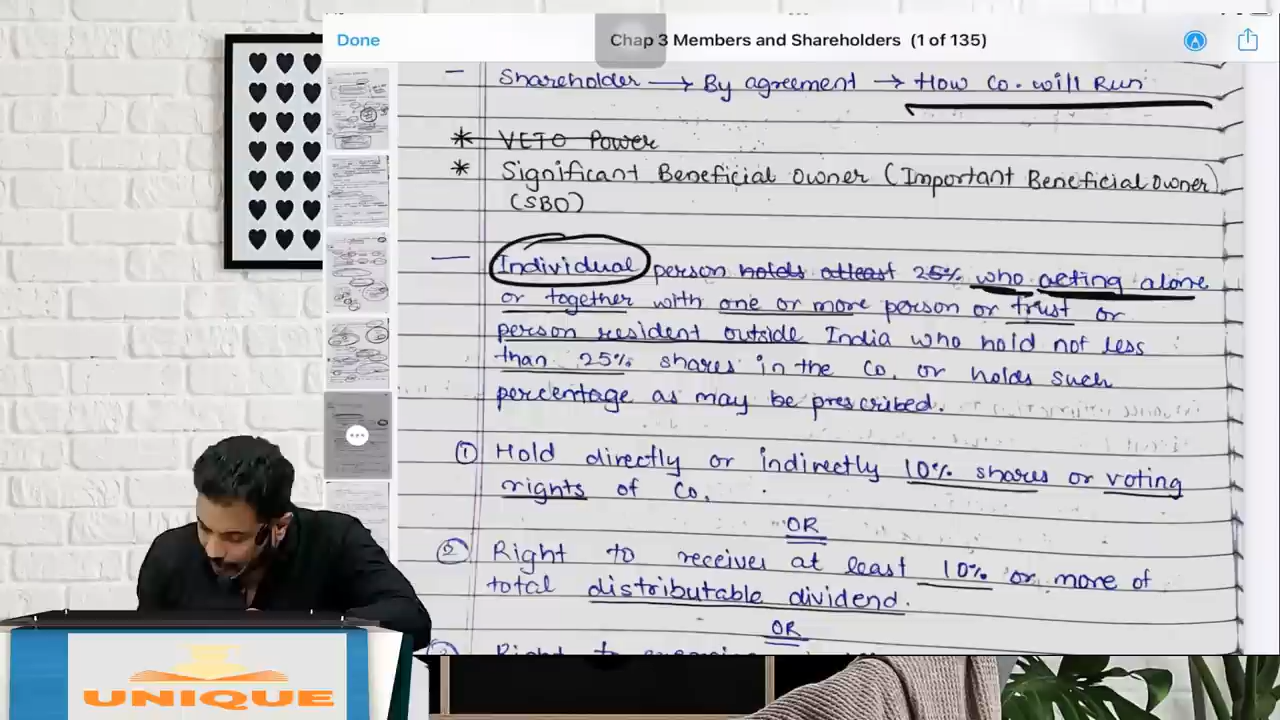 Done
Chap 3 Members and Shareholders (1 of 135)
— Shareholder → By agreement → How Co. will Run
* VETO Power
* Significant Beneficial Owner (Important Beneficial Owner)
(SBO)
— Individual person holds atleast 25% who acting alone
or together with one or more person or trust or
person resident outside India who hold not less
than 25% shares in the Co. or holds such
percentage as may be prescribed.
① Hold directly or indirectly 10% shares or voting
rights of Co.
OR
② Right to receives at least 10% or more of
total distributable dividend.
OR
Right to
UNIQUE